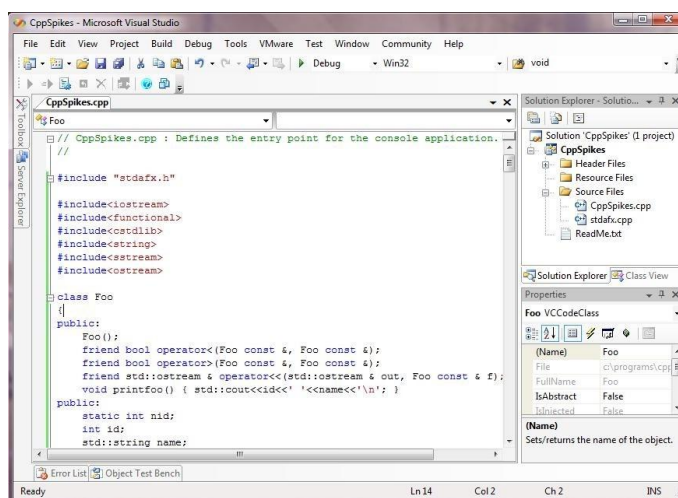 CppSpikes - Microsoft Visual Studio
File Edit View Project Build Debug Tools VMware Test Window Community Help
Debug Win32 void
CppSpikes.cpp
Foo
// CppSpikes.cpp : Defines the entry point for the console application.
//
#include "stdafx.h"
#include<iostream>
#include<functional>
#include<cstdlib>
#include<string>
#include<sstream>
#include<ostream>
class Foo
{
public:
Foo();
friend bool operator<(Foo const &, Foo const &);
friend bool operator>(Foo const &, Foo const &);
friend std::ostream & operator<<(std::ostream & out, Foo const & f);
void printfoo() { std::cout<<id<<' '<<name<<'\n'; }
public:
static int nid;
int id;
std::string name;
Error List Object Test Bench
Ready Ln 14 Col 2 Ch 2 INS
Toolbox
Server Explorer
Solution Explorer - Solutio...
Solution 'CppSpikes' (1 project)
CppSpikes
Header Files
Resource Files
Source Files
CppSpikes.cpp
stdafx.cpp
ReadMe.txt
Solution Explorer Class View
Properties
Foo VCCodeClass
(Name) Foo
File c:\programs\cpp
FullName Foo
IsAbstract False
IsInjected False
(Name)
Sets/returns the name of the object.